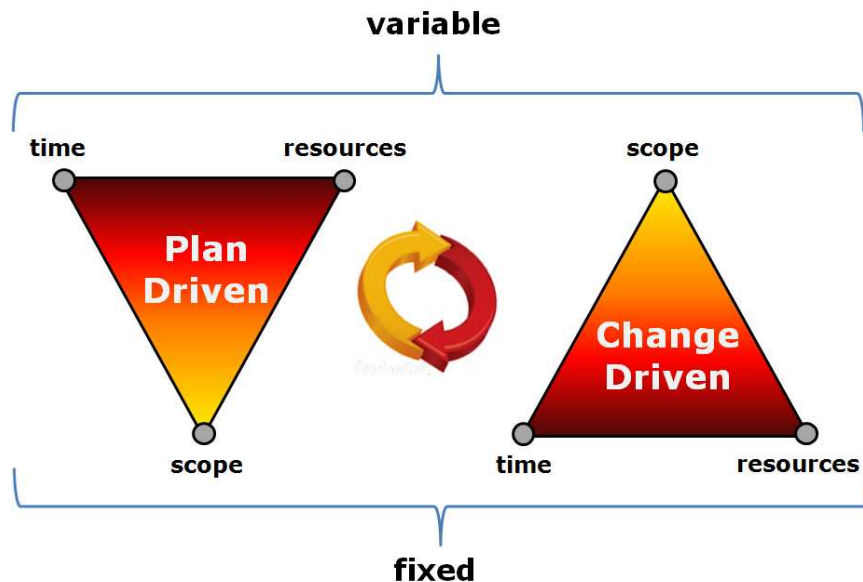 variable
time
resources
scope
Plan
Driven
Change
Driven
scope
time
resources
fixed